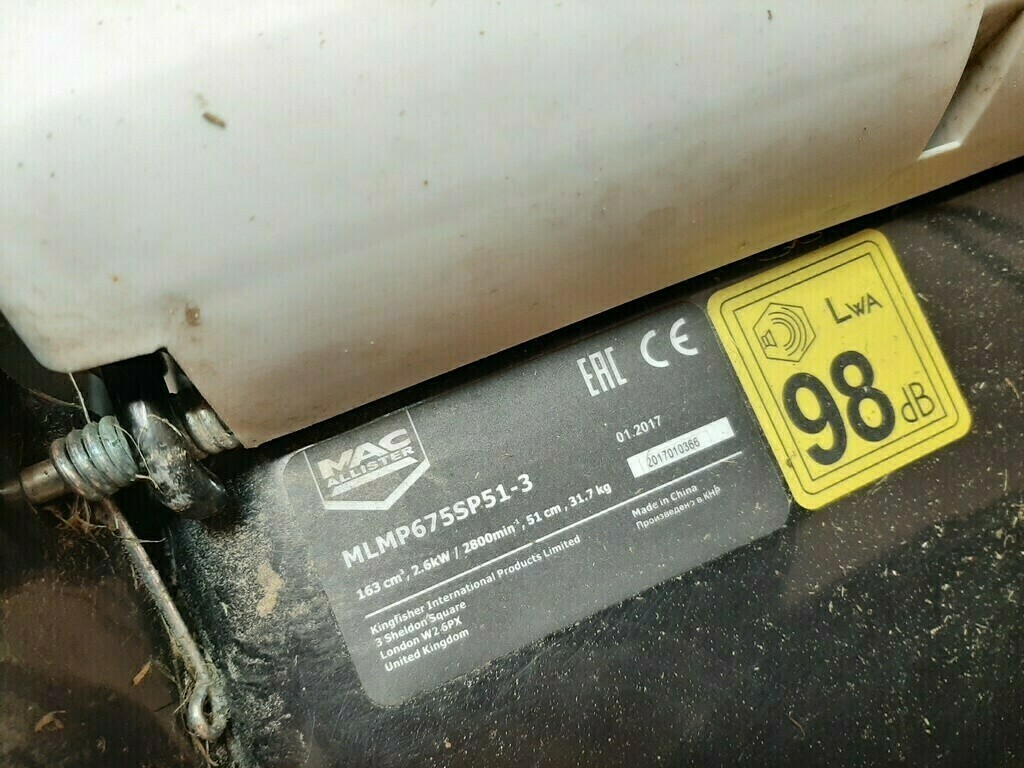 EAC CE
MAC
ALLISTER
01.2017
2017010366
MLMP675SP51-3
163 cm³, 2.6kW / 2800min⁻¹, 51 cm, 31.7 kg
Kingfisher International Products Limited
3 Sheldon Square
London W2 6PX
United Kingdom
Made in China
Произведено в КНР
LWA
98 dB